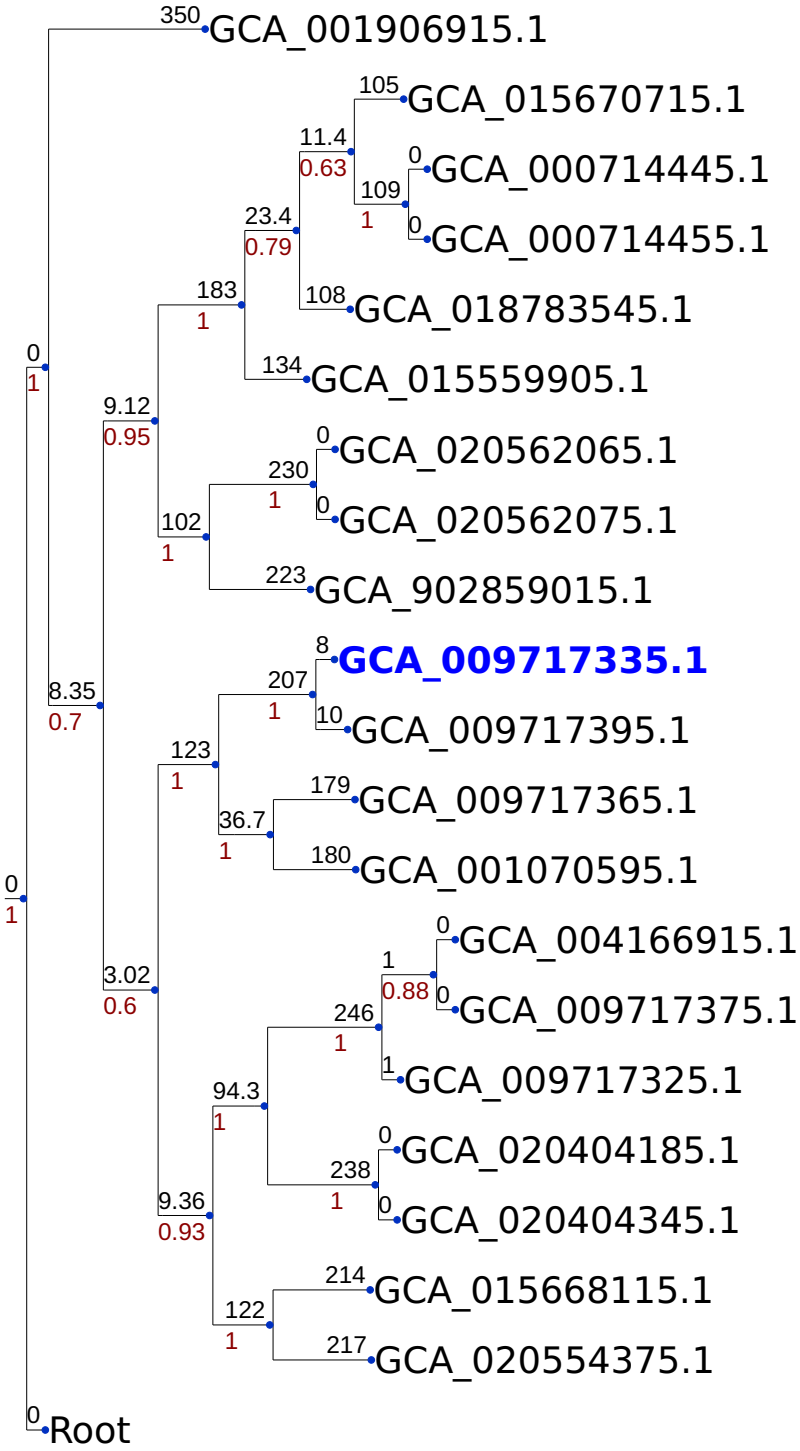 350 GCA_001906915.1
105 GCA_015670715.1
11.4
0.63
0 GCA_000714445.1
109
1
0 GCA_000714455.1
23.4
0.79
108 GCA_018783545.1
183
1
134 GCA_015559905.1
0
1
9.12
0.95
0 GCA_020562065.1
230
1
0 GCA_020562075.1
102
1
223 GCA_902859015.1
8 GCA_009717335.1
207
1
10 GCA_009717395.1
8.35
0.7
123
1
179 GCA_009717365.1
36.7
1
180 GCA_001070595.1
0
1
0 GCA_004166915.1
1
0.88
0 GCA_009717375.1
3.02
0.6
246
1
1 GCA_009717325.1
94.3
1
0 GCA_020404185.1
238
1
0 GCA_020404345.1
9.36
0.93
214 GCA_015668115.1
122
1
217 GCA_020554375.1
0 Root